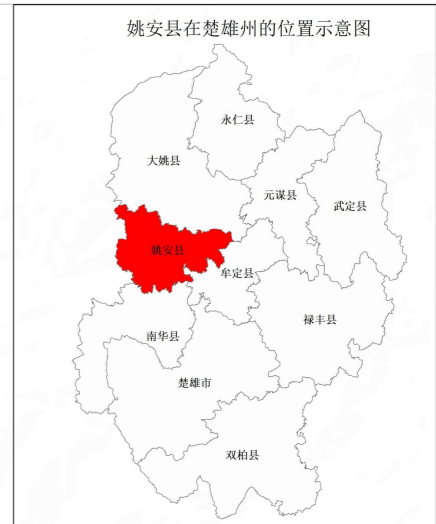 姚安县在楚雄州的位置示意图
永仁县
大姚县
元谋县
武定县
姚安县
牟定县
禄丰县
南华县
楚雄市
双柏县